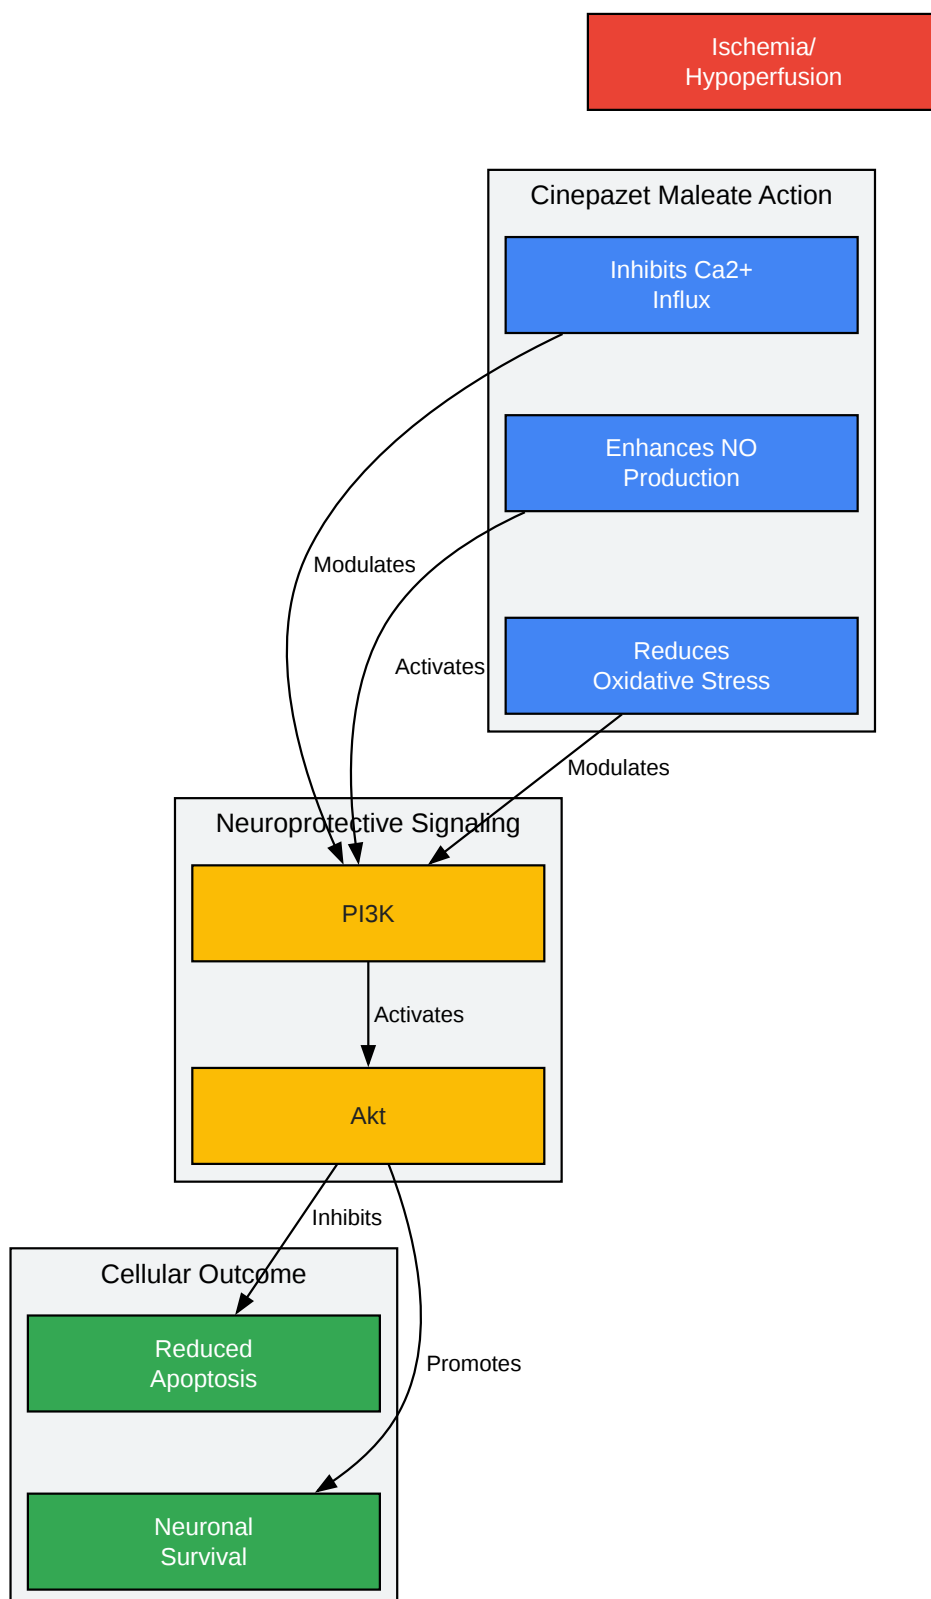 Ischemia/
Hypoperfusion
Cinepazet Maleate Action
Inhibits Ca2+
Influx
Enhances NO
Production
Modulates
Reduces
Oxidative Stress
Activates
Modulates
Neuroprotective Signaling
PI3K
Activates
Akt
Inhibits
Cellular Outcome
Reduced
Apoptosis
Promotes
Neuronal
Survival